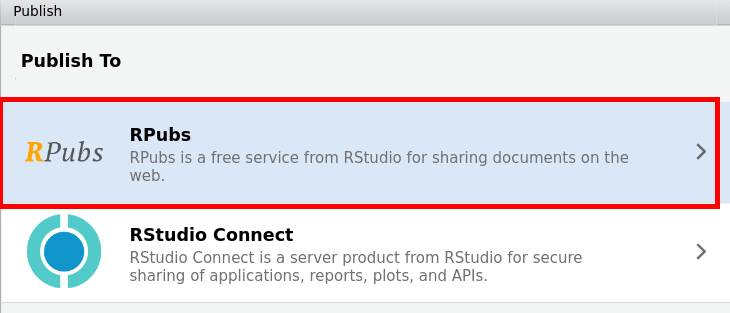 Publish
Publish To
RPubs
RPubs
RPubs is a free service from RStudio for sharing documents on the
web.
RStudio Connect
RStudio Connect is a server product from RStudio for secure
sharing of applications, reports, plots, and APIs.